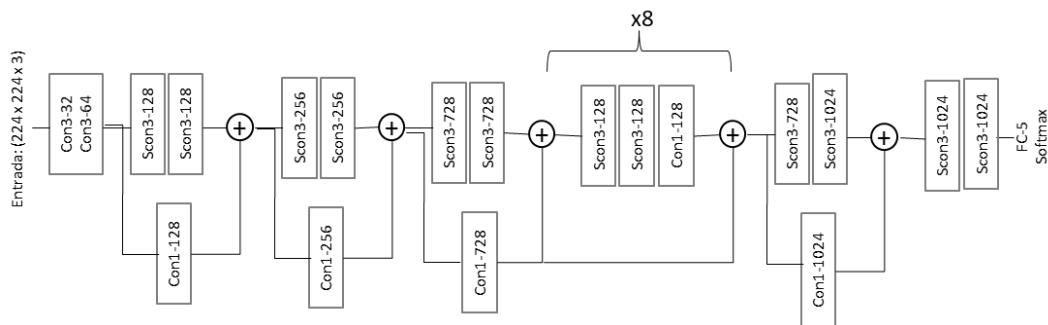 x8
Entrada: (224 x 224 x 3)
Con3-32
Con3-64
Scon3-128
Scon3-128
Con1-128
Scon3-256
Scon3-256
Con1-256
Scon3-728
Scon3-728
Con1-728
Scon3-128
Scon3-128
Con1-128
Scon3-728
Scon3-1024
Con1-1024
Scon3-1024
Scon3-1024
FC-5
Softmax